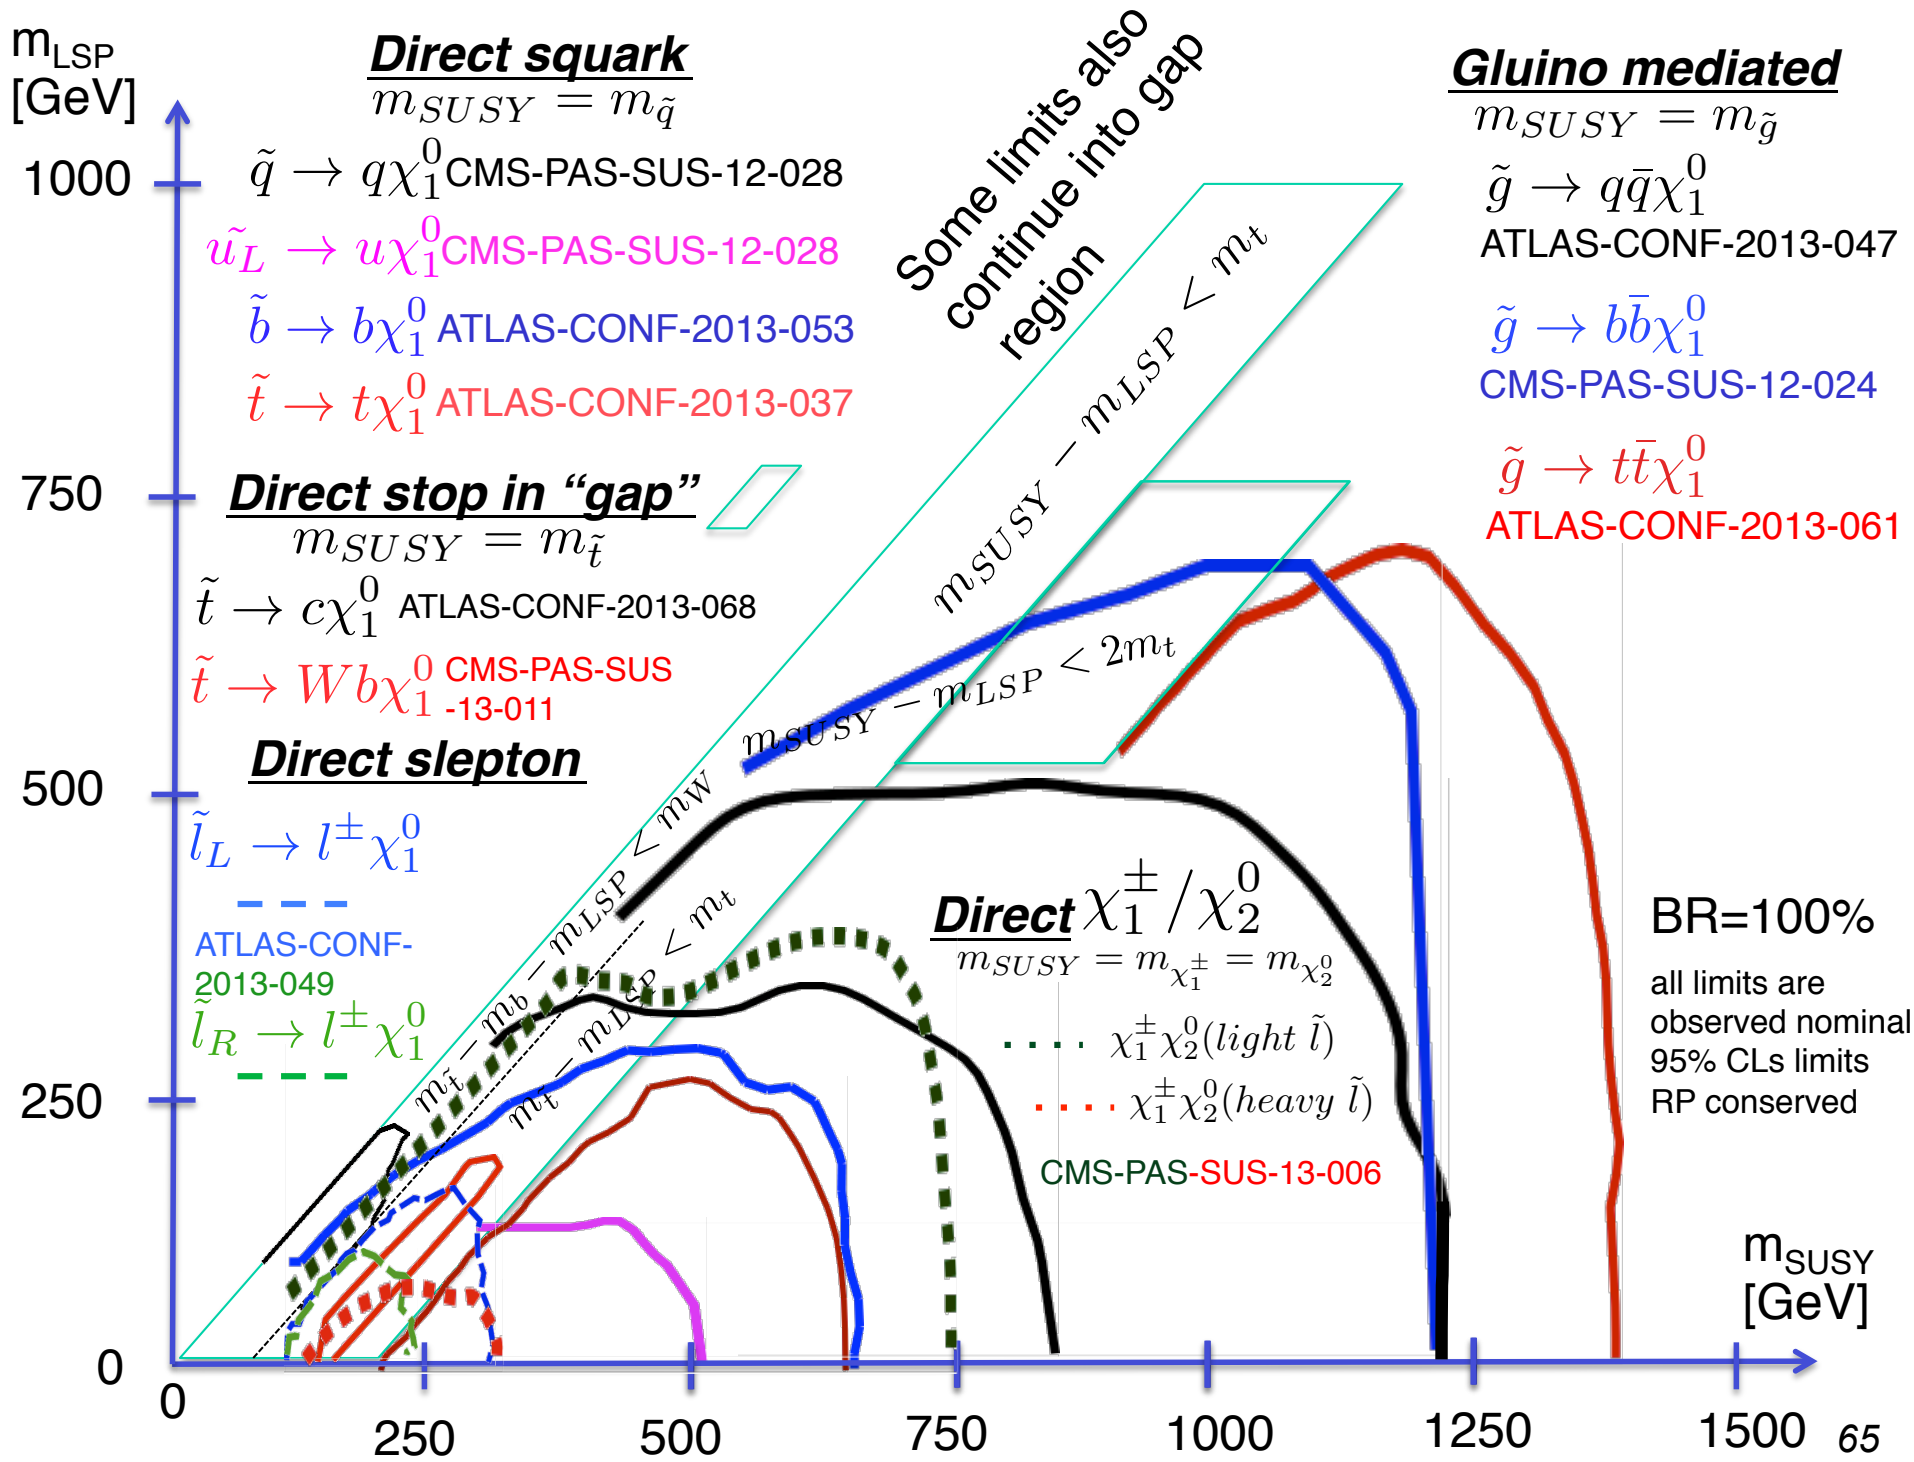 m_LSP
[GeV]
Direct squark
m_SUSY = m_q̃
q̃ → qχ₁⁰ CMS-PAS-SUS-12-028
ũ_L → uχ₁⁰ CMS-PAS-SUS-12-028
b̃ → bχ₁⁰ ATLAS-CONF-2013-053
t̃ → tχ₁⁰ ATLAS-CONF-2013-037
Direct stop in “gap”
m_SUSY = m_t̃
t̃ → cχ₁⁰ ATLAS-CONF-2013-068
t̃ → Wbχ₁⁰ CMS-PAS-SUS
-13-011
Direct slepton
l̃_L → l^± χ₁⁰
ATLAS-CONF-
2013-049
l̃_R → l^± χ₁⁰
Some limits also
continue into gap
region
m_SUSY − m_LSP < m_t
m_SUSY − m_LSP < 2m_t
m_t̃ − m_b − m_LSP < m_W
m_t̃ − m_LSP < m_t
Gluino mediated
m_SUSY = m_g̃
g̃ → qq̄χ₁⁰
ATLAS-CONF-2013-047
g̃ → bb̄χ₁⁰
CMS-PAS-SUS-12-024
g̃ → tt̄χ₁⁰
ATLAS-CONF-2013-061
Direct χ₁^± / χ₂⁰
m_SUSY = m_χ₁^± = m_χ₂⁰
χ₁^± χ₂⁰(light l̃)
χ₁^± χ₂⁰(heavy l̃)
CMS-PAS-SUS-13-006
BR=100%
all limits are
observed nominal
95% CLs limits
RP conserved
m_SUSY
[GeV]
1000
750
500
250
0
0
250
500
750
1000
1250
1500
65